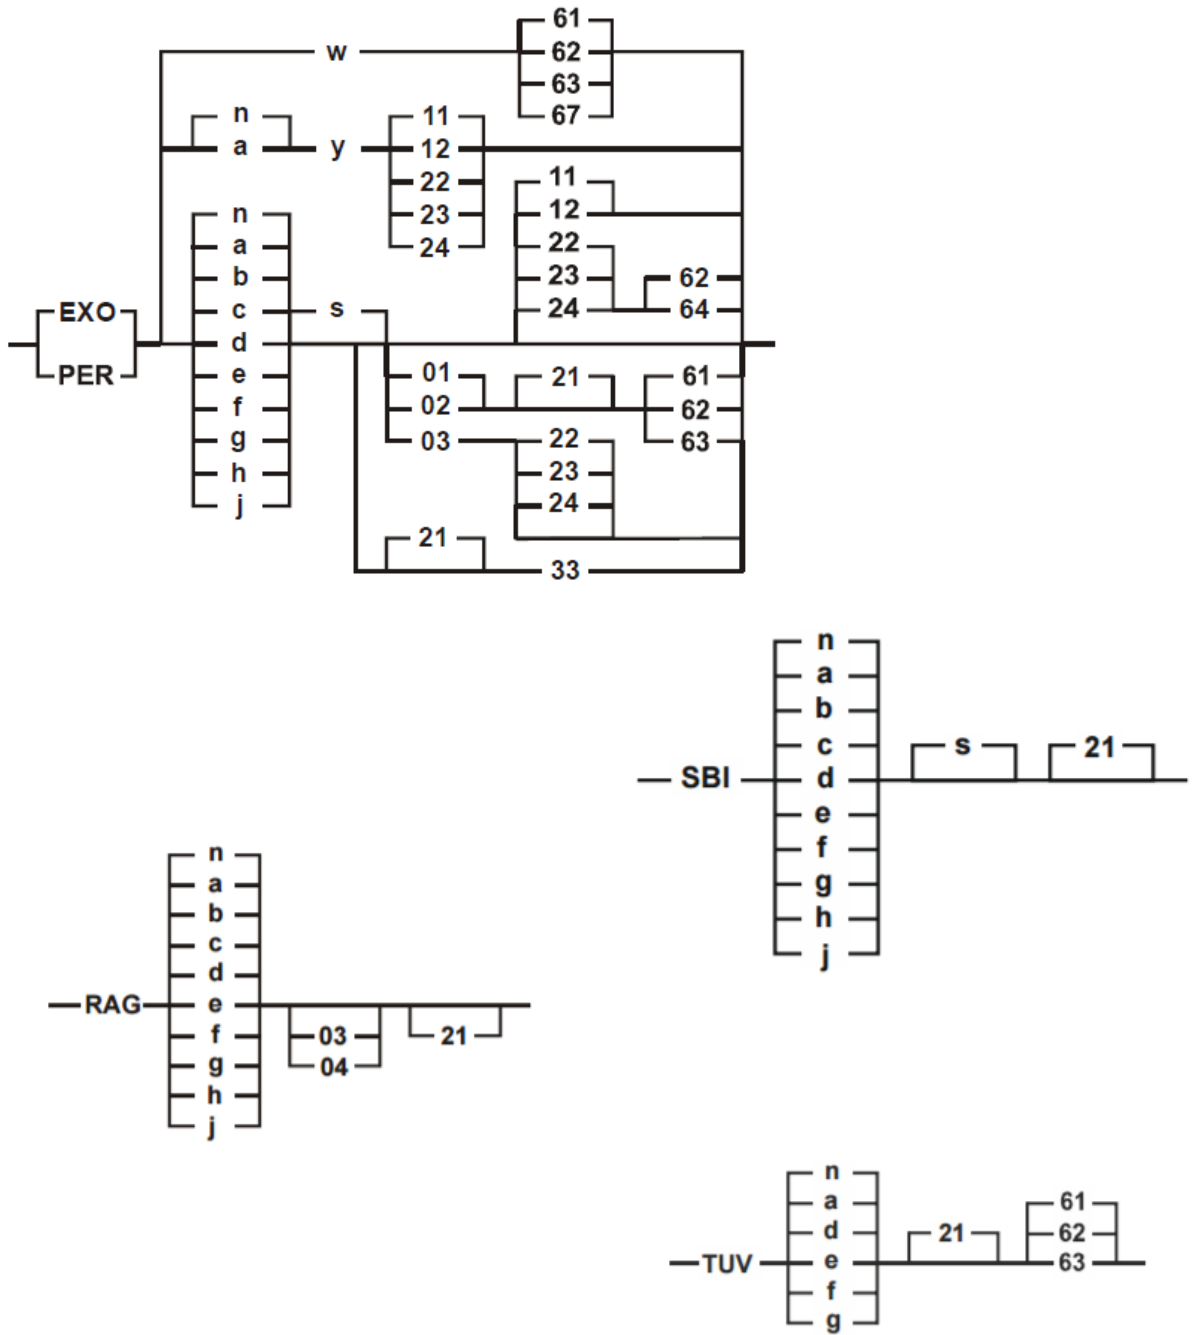 61
w 62
63
67
n 11
a y 12
22
23
24
11
12
22
23 62
24 64
n
a
b
EXO c s
d
PER e 01 21 61
f 02 62
g 03 22 63
h 23
j 24
21
33
n
a
b
c s 21
SBI d
e
f
g
h
j
n
a
b
c
d
RAG e
f 03 21
g 04
h
j
n
a 61
d 21 62
TUV e 63
f
g